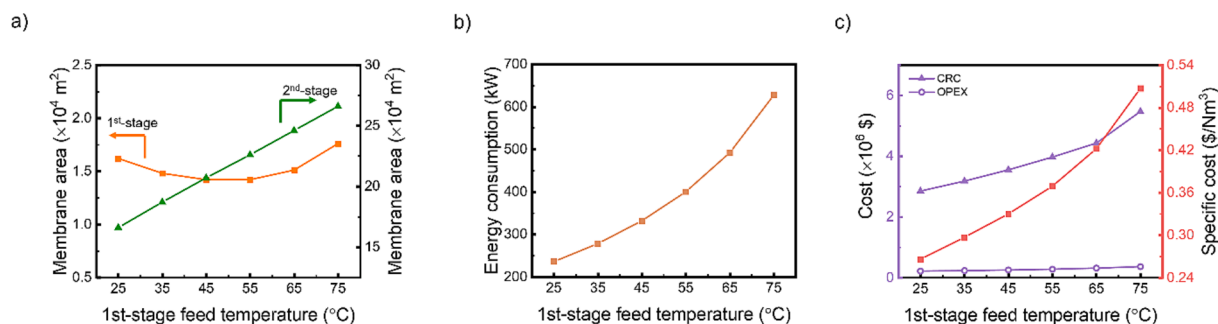 a)
Membrane area (×10⁴ m²)
2.5
2.0
1.5
1.0
0.5
1ˢᵗ-stage
2ⁿᵈ-stage
30
25
20
15
Membrane area (×10⁴ m²)
25 35 45 55 65 75
1st-stage feed temperature (°C)
b)
Energy consumption (kW)
700
600
500
400
300
200
25 35 45 55 65 75
1st-stage feed temperature (°C)
c)
Cost (×10⁶ $)
6
4
2
0
CRC
OPEX
0.54
0.48
0.42
0.36
0.30
0.24
Specific cost ($/Nm³)
25 35 45 55 65 75
1st-stage feed temperature (°C)